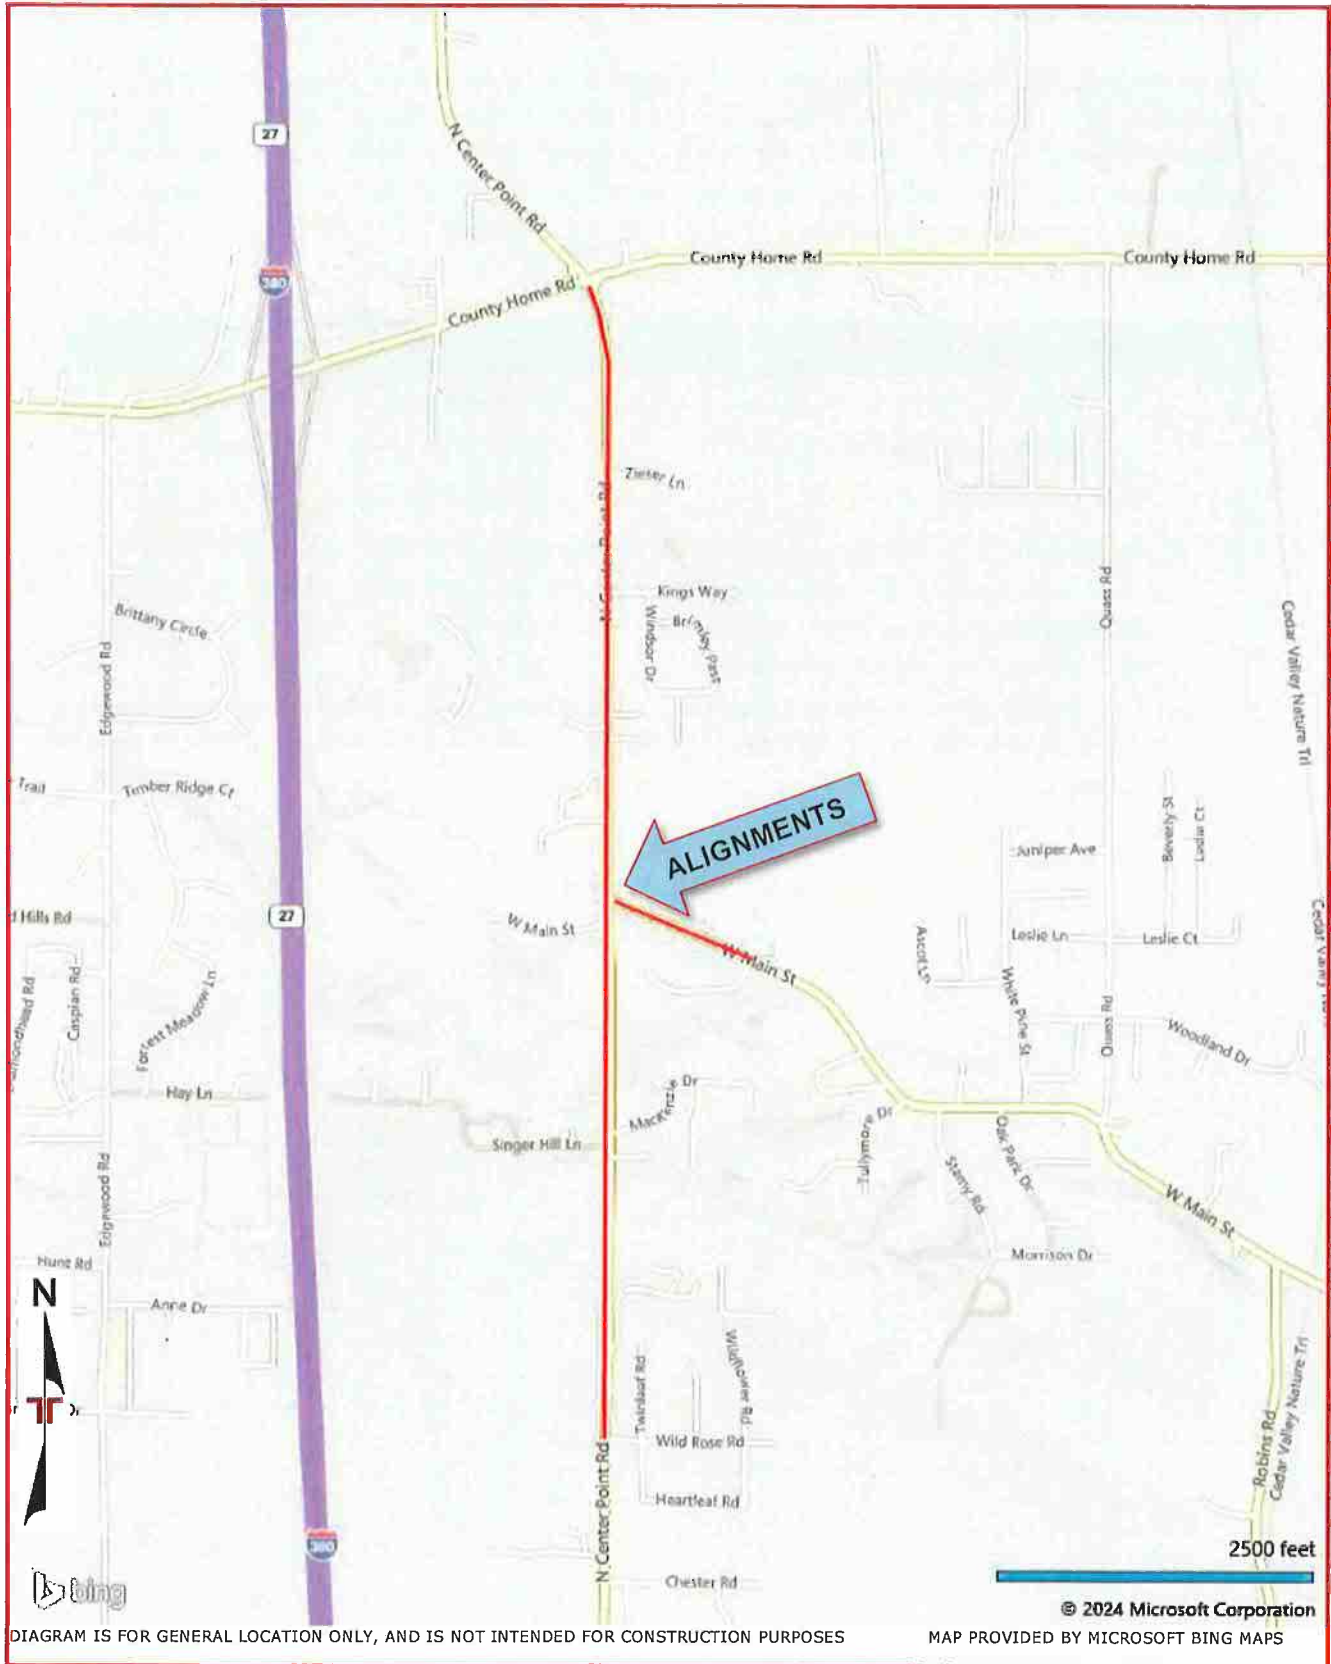 27
N Center Point Rd
County Home Rd
County Home Rd
380
County Home Rd
Zieser Ln
N Center Point Rd
Kings Way
Windsor Dr
Quass Rd
Brittany Circle
Edgewood Rd
Cedar Valley Nature Trl
Trail
Timber Ridge Ct
ALIGNMENTS
Juniper Ave
Beverly St
27
d Hills Rd
W Main St
W Main St
Ascot Ln
Leslie Ln
Leslie Ct
Caspian Rd
Forrest Meadow Ln
White Pine St
Quass Rd
Woodland Dr
Hay Ln
MacKenzie Dr
Singer Hill Ln
Tullymore Dr
Oak Park Dr
Stamy Rd
Edgewood Rd
W Main St
Hunt Rd
Morrison Dr
N
Anne Dr
Twinleaf Rd
Wildflower Rd
Wild Rose Rd
Robins Rd
Cedar Valley Nature Trl
N Center Point Rd
Heartleaf Rd
380
2500 feet
Chester Rd
bing
© 2024 Microsoft Corporation
DIAGRAM IS FOR GENERAL LOCATION ONLY, AND IS NOT INTENDED FOR CONSTRUCTION PURPOSES
MAP PROVIDED BY MICROSOFT BING MAPS